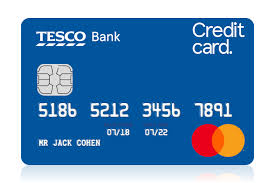 TESCO Bank
Credit card.
5186 5212 3456 7891
07/18 07/22
MR JACK COHEN